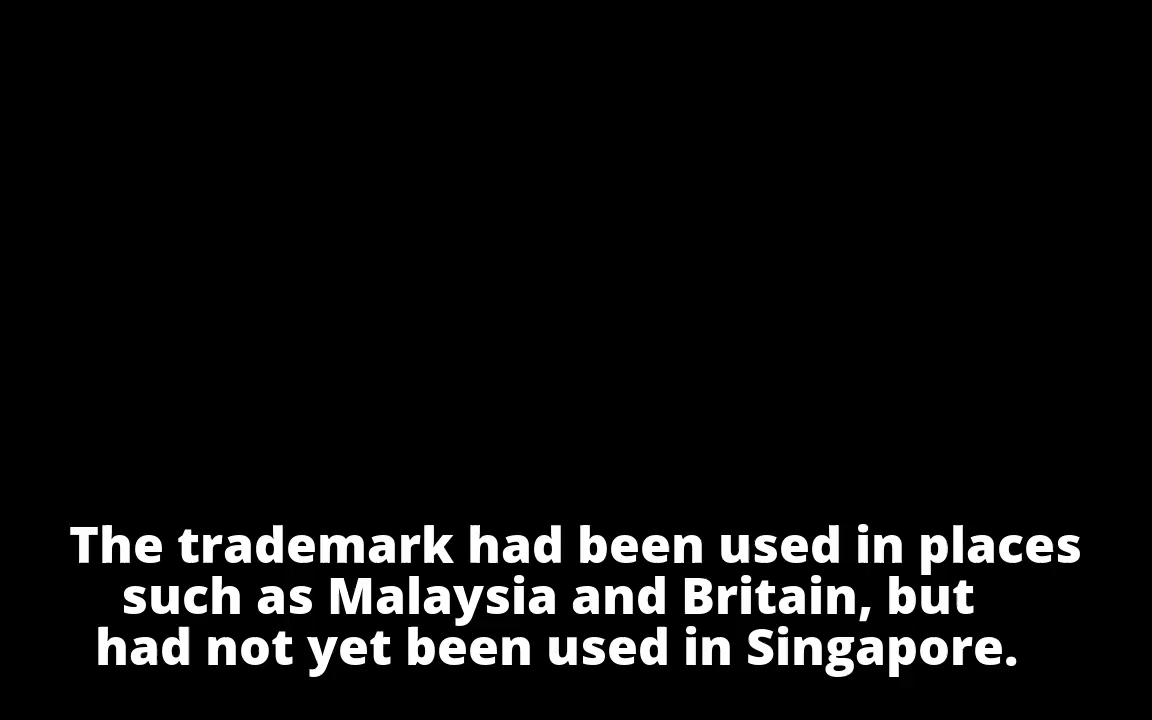 The trademark had been used in places
such as Malaysia and Britain, but
had not yet been used in Singapore.